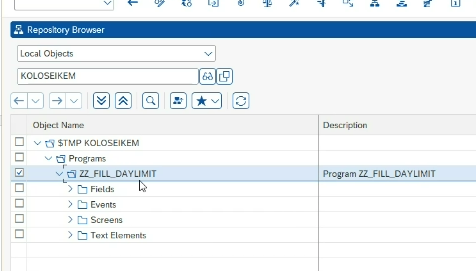 Repository Browser
Local Objects
KOLOSEIKEM
Object Name Description
$TMP KOLOSEIKEM
Programs
ZZ_FILL_DAYLIMIT Program ZZ_FILL_DAYLIMIT
Fields
Events
Screens
Text Elements